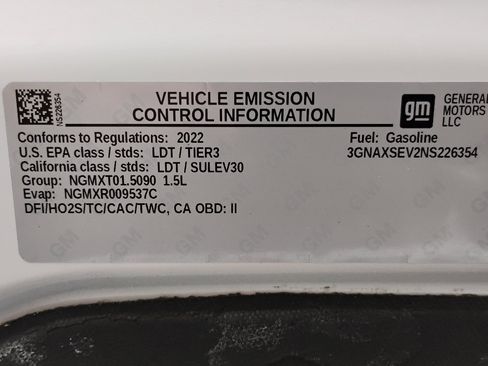 NS226354
VEHICLE EMISSION
CONTROL INFORMATION
gm
GENERAL
MOTORS
LLC
Conforms to Regulations: 2022
Fuel: Gasoline
U.S. EPA class / stds: LDT / TIER3
3GNAXSEV2NS226354
California class / stds: LDT / SULEV30
Group: NGMXT01.5090 1.5L
Evap: NGMXR009537C
DFI/HO2S/TC/CAC/TWC, CA OBD: II